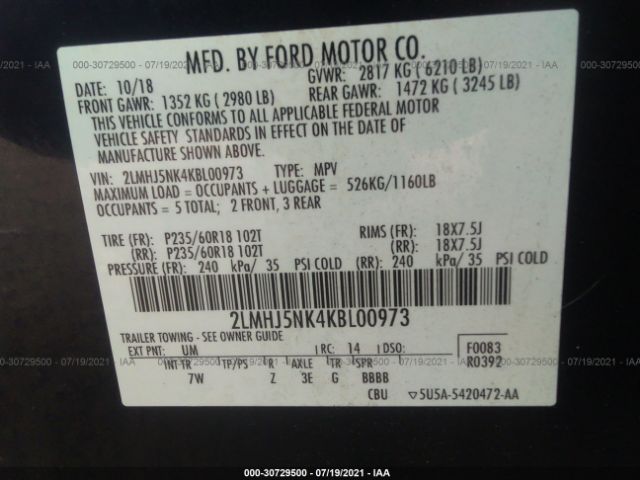 000-30729500 - 07/19/2021 - IAA
MFD. BY FORD MOTOR CO.
DATE: 10/18 GVWR: 2817 KG ( 6210 LB)
FRONT GAWR: 1352 KG ( 2980 LB) REAR GAWR: 1472 KG ( 3245 LB)
THIS VEHICLE CONFORMS TO ALL APPLICABLE FEDERAL MOTOR
VEHICLE SAFETY STANDARDS IN EFFECT ON THE DATE OF
MANUFACTURE SHOWN ABOVE.
VIN: 2LMHJ5NK4KBL00973 TYPE: MPV
MAXIMUM LOAD = OCCUPANTS + LUGGAGE = 526KG/1160LB
OCCUPANTS = 5 TOTAL; 2 FRONT, 3 REAR
TIRE (FR): P235/60R18 102T RIMS (FR): 18X7.5J
(RR): P235/60R18 102T (RR): 18X7.5J
PRESSURE (FR): 240 kPa/ 35 PSI COLD (RR): 240 kPa/ 35 PSI COLD
2LMHJ5NK4KBL00973
TRAILER TOWING - SEE OWNER GUIDE
EXT PNT: UM RC: 14 DSO: F0083
INT TR TP/PS R AXLE TR SPR R0392
7W Z 3E G BBBB
CBU ▽5U5A-5420472-AA
000-30729500 - 07/19/2021 - IAA
000-30729500 - 07/19/2021 - IAA